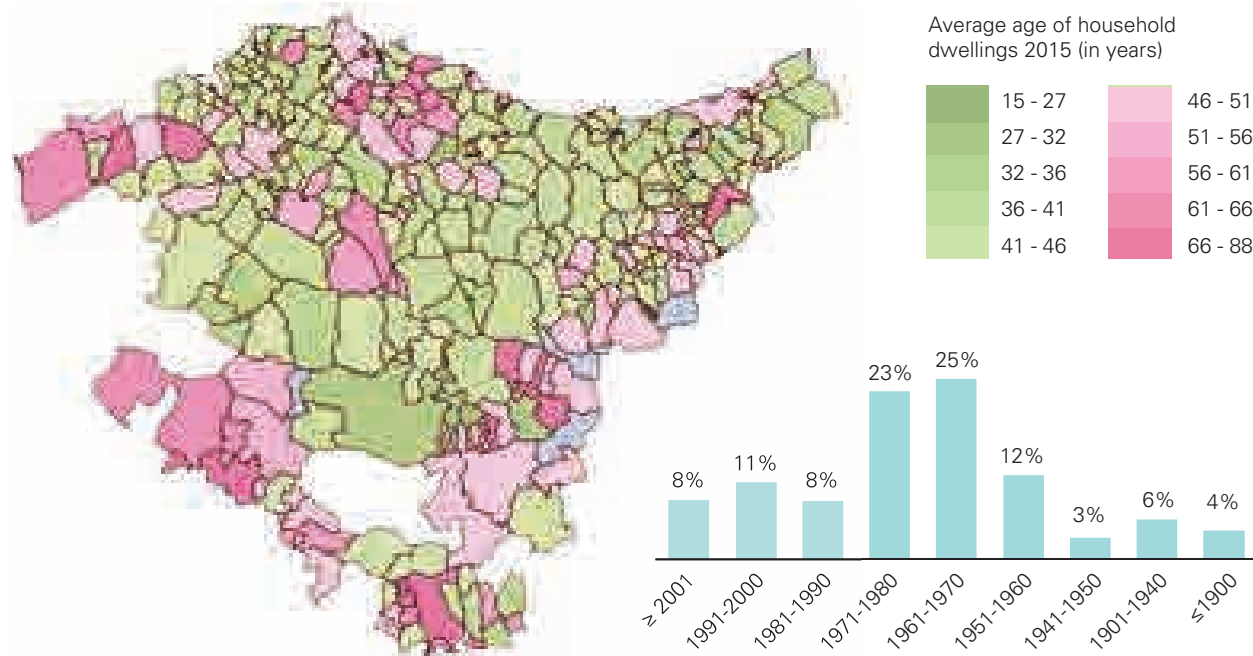 Average age of household
dwellings 2015 (in years)
15 - 27
27 - 32
32 - 36
36 - 41
41 - 46
46 - 51
51 - 56
56 - 61
61 - 66
66 - 88
8%
11%
8%
23%
25%
12%
3%
6%
4%
≥ 2001
1991-2000
1981-1990
1971-1980
1961-1970
1951-1960
1941-1950
1901-1940
≤1900